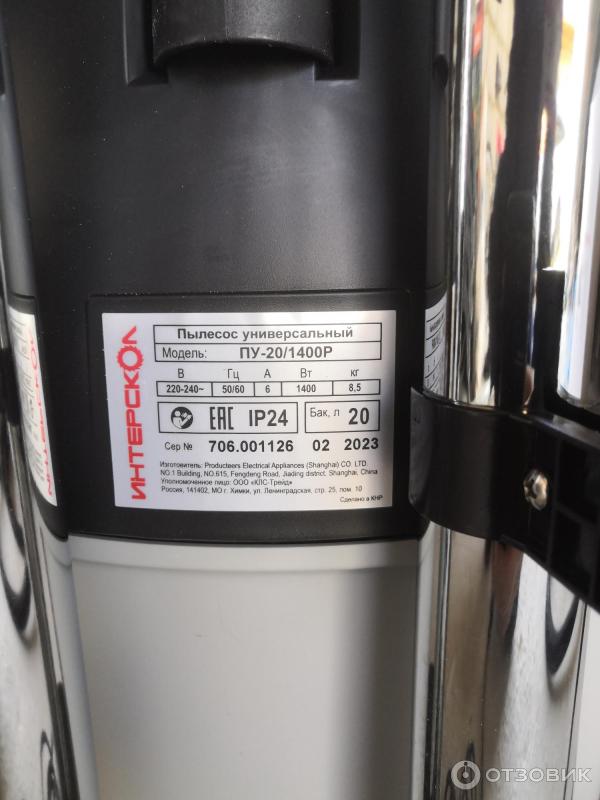 ИНТЕРСКОЛ
Пылесос универсальный
Модель: ПУ-20/1400Р
В Гц А Вт кг
220-240~ 50/60 6 1400 8,5
EAC IP24 Бак, л 20
Сер № 706.001126 02 2023
Изготовитель: Producteers Electrical Appliances (Shanghai) CO. LTD.
NO.1 Building, NO.615, Fengdeng Road, Jiading district, Shanghai, China
Уполномоченное лицо: ООО «КЛС-Трейд»
Россия, 141402, МО г. Химки, ул. Ленинградская, стр. 25, пом. 10
Сделано в КНР
ОТЗОВИК